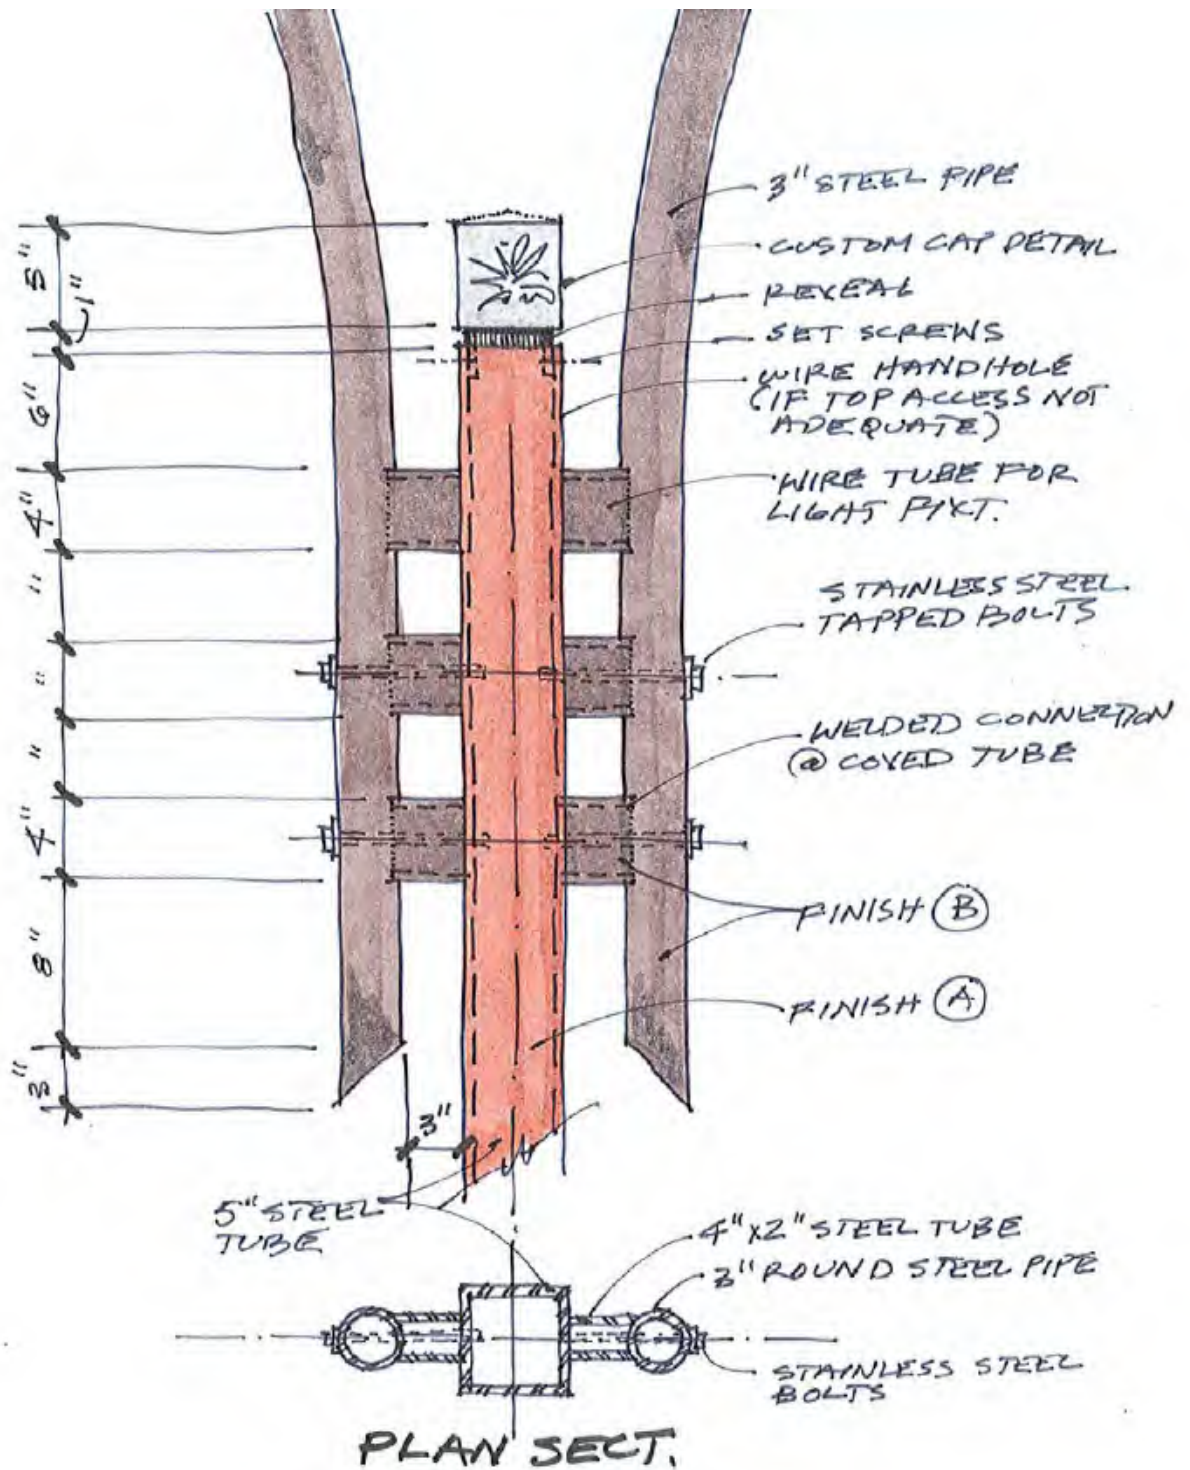 3" STEEL PIPE
CUSTOM CAP DETAIL
REVEAL
SET SCREWS
WIRE HANDHOLE
(IF TOP ACCESS NOT
ADEQUATE)
WIRE TUBE FOR
LIGHT FIXT.
STAINLESS STEEL
TAPPED BOLTS
WELDED CONNECTION
@ COVED TUBE
FINISH B
FINISH A
5"
1"
6"
4"
"
"
"
4"
8"
3"
3"
5" STEEL
TUBE
4"x2" STEEL TUBE
3" ROUND STEEL PIPE
STAINLESS STEEL
BOLTS
PLAN SECT.